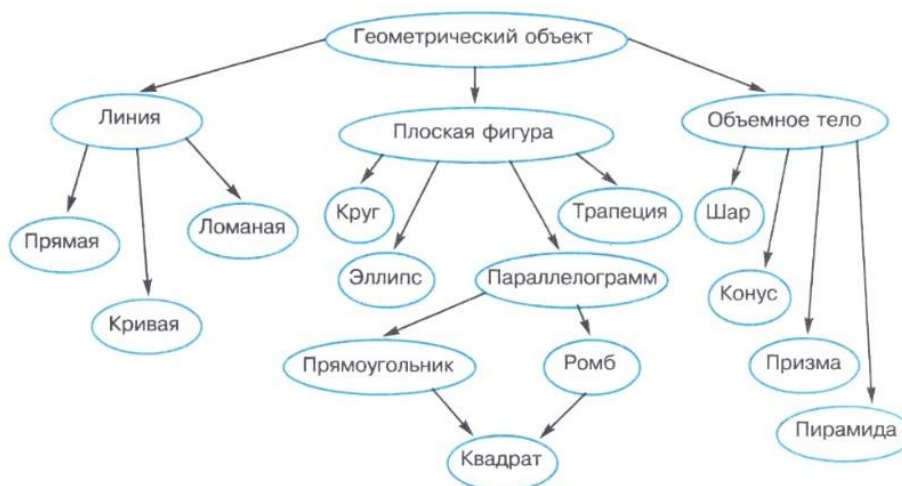 Геометрический объект
Линия
Плоская фигура
Объемное тело
Прямая
Кривая
Ломаная
Круг
Эллипс
Параллелограмм
Трапеция
Прямоугольник
Ромб
Квадрат
Шар
Конус
Призма
Пирамида